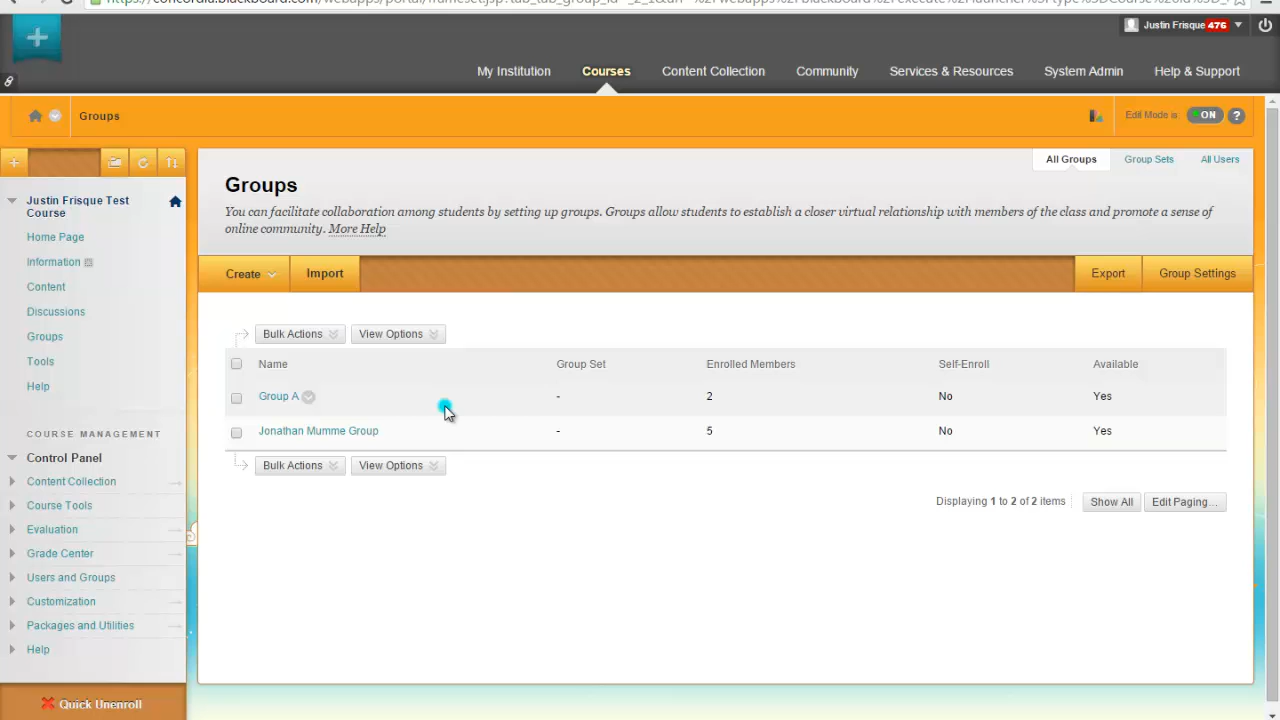 Justin Frisque 476
My Institution Courses Content Collection Community Services & Resources System Admin Help & Support
Groups
Edit Mode is: ON ?
Justin Frisque Test
Course
Home Page
Information
Content
Discussions
Groups
Tools
Help
COURSE MANAGEMENT
Control Panel
Content Collection
Course Tools
Evaluation
Grade Center
Users and Groups
Customization
Packages and Utilities
Help
Quick Unenroll
All Groups Group Sets All Users
Groups
You can facilitate collaboration among students by setting up groups. Groups allow students to establish a closer virtual relationship with members of the class and promote a sense of
online community. More Help
Create Import Export Group Settings
Bulk Actions View Options
Name Group Set Enrolled Members Self-Enroll Available
Group A - 2 No Yes
Jonathan Mumme Group - 5 No Yes
Bulk Actions View Options
Displaying 1 to 2 of 2 items Show All Edit Paging...